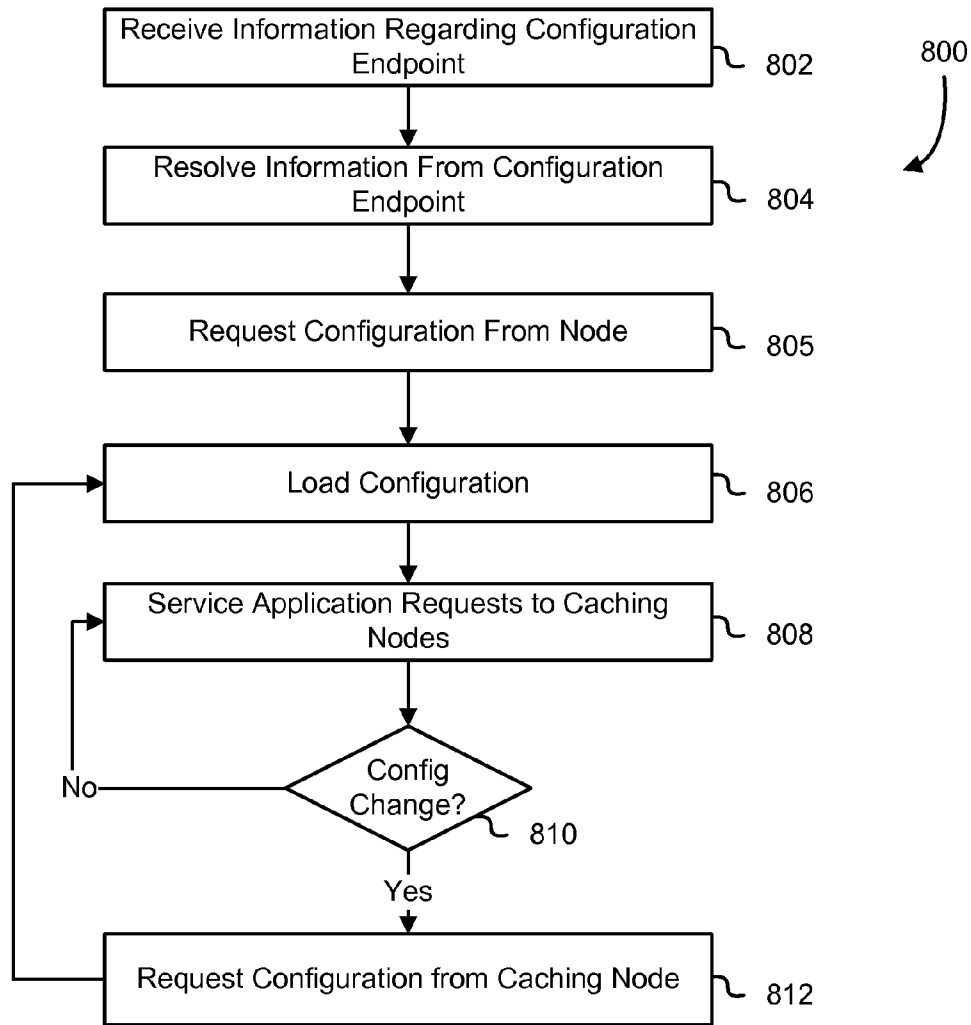 Receive Information Regarding Configuration
Endpoint
802
800
Resolve Information From Configuration
Endpoint
804
Request Configuration From Node
805
Load Configuration
806
Service Application Requests to Caching
Nodes
808
Config
Change?
810
No
Yes
Request Configuration from Caching Node
812